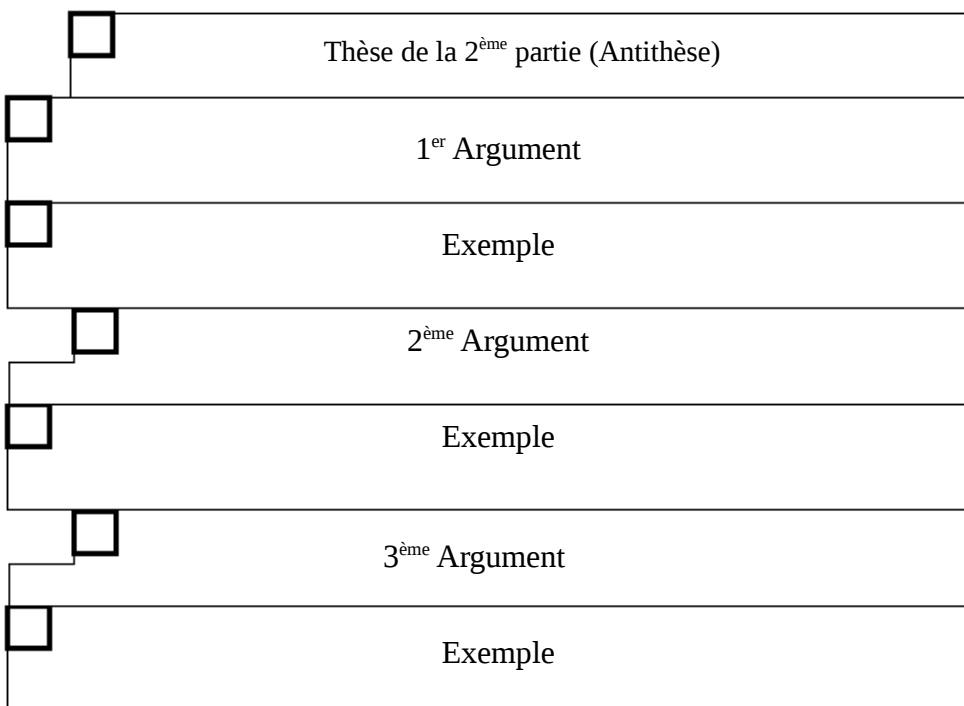 Thèse de la 2ème partie (Antithèse)
1er Argument
Exemple
2ème Argument
Exemple
3ème Argument
Exemple